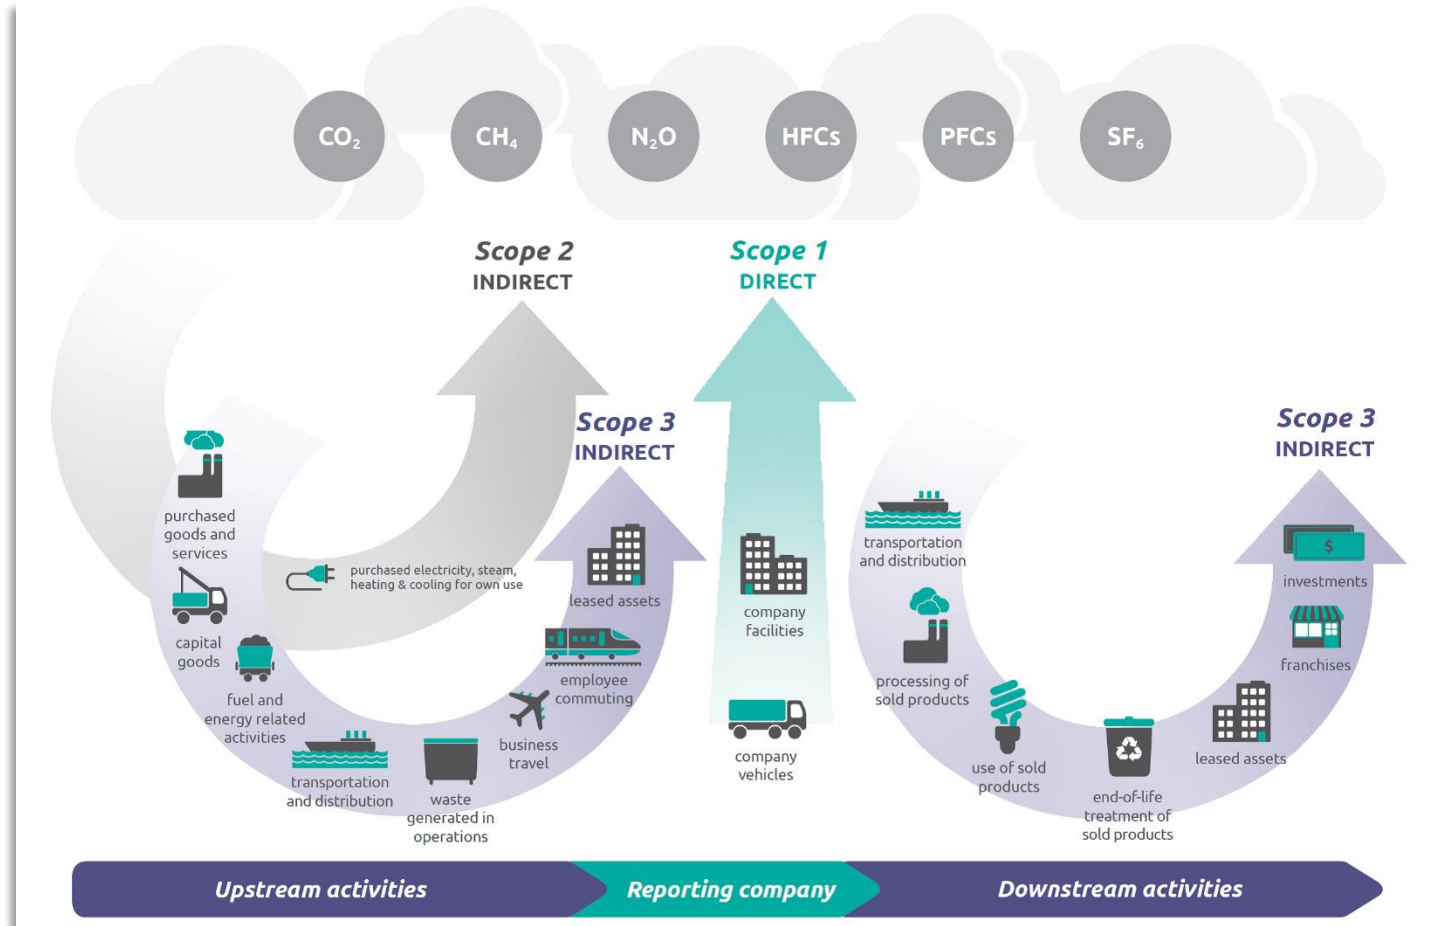 CO₂
CH₄
N₂O
HFCs
PFCs
SF₆
Scope 2
INDIRECT
Scope 1
DIRECT
Scope 3
INDIRECT
Scope 3
INDIRECT
purchased
goods and
services
capital
goods
fuel and
energy related
activities
purchased electricity, steam,
heating & cooling for own use
transportation
and distribution
waste
generated in
operations
business
travel
employee
commuting
leased assets
company
facilities
company
vehicles
transportation
and distribution
processing of
sold products
use of sold
products
end-of-life
treatment of
sold products
leased assets
franchises
$
investments
Upstream activities
Reporting company
Downstream activities